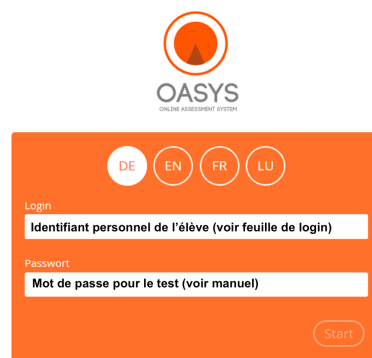 OASYS
ONLINE ASSESSMENT SYSTEM
DE EN FR LU
Login
Identifiant personnel de l'élève (voir feuille de login)
Passwort
Mot de passe pour le test (voir manuel)
Start